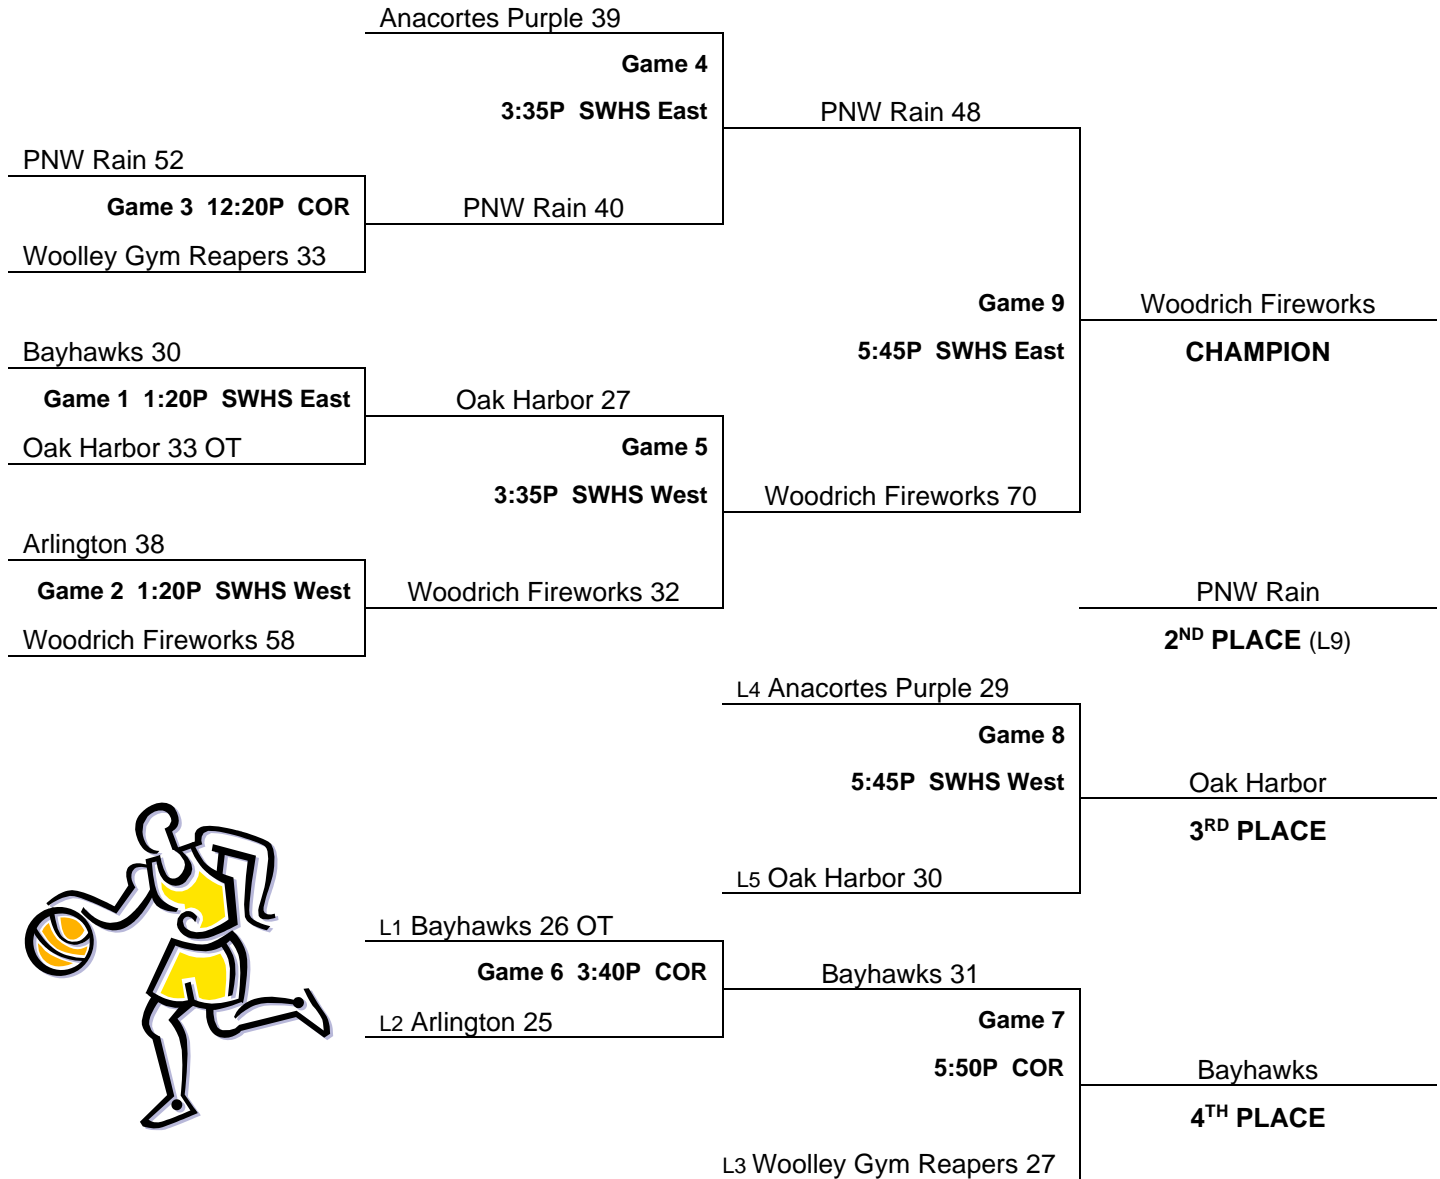 Anacortes Purple 39
Game 4
3:35P SWHS East
PNW Rain 48
PNW Rain 52
Game 3 12:20P COR
PNW Rain 40
Woolley Gym Reapers 33
Game 9
Woodrich Fireworks
Bayhawks 30
5:45P SWHS East
CHAMPION
Game 1 1:20P SWHS East
Oak Harbor 27
Oak Harbor 33 OT
Game 5
3:35P SWHS West
Woodrich Fireworks 70
Arlington 38
Game 2 1:20P SWHS West
Woodrich Fireworks 32
PNW Rain
Woodrich Fireworks 58
2ND PLACE (L9)
L4 Anacortes Purple 29
Game 8
5:45P SWHS West
Oak Harbor
3RD PLACE
L5 Oak Harbor 30
L1 Bayhawks 26 OT
Game 6 3:40P COR
Bayhawks 31
L2 Arlington 25
Game 7
5:50P COR
Bayhawks
4TH PLACE
L3 Woolley Gym Reapers 27